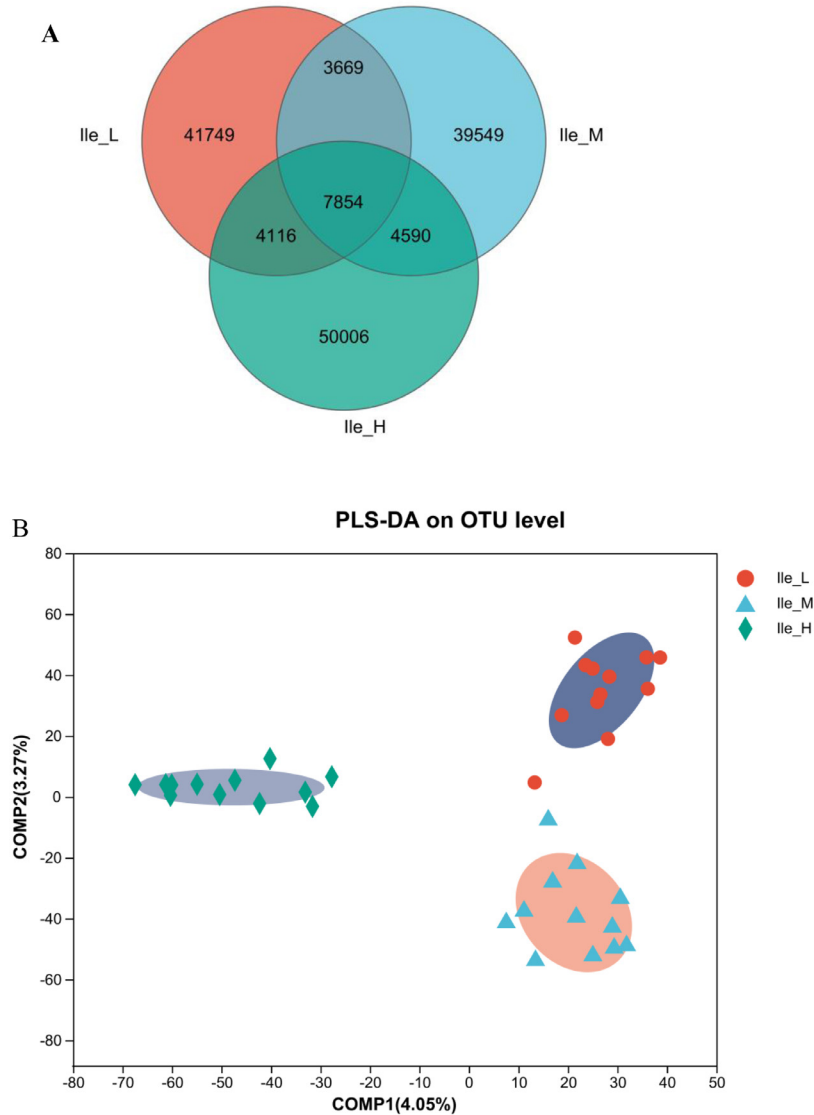 A
3669
Ile_L
41749
39549
Ile_M
7854
4116
4590
50006
Ile_H
B
PLS-DA on OTU level
Ile_L
Ile_M
Ile_H
80
60
40
20
0
-20
-40
-60
-80
COMP2(3.27%)
-80 -70 -60 -50 -40 -30 -20 -10 0 10 20 30 40 50
COMP1(4.05%)